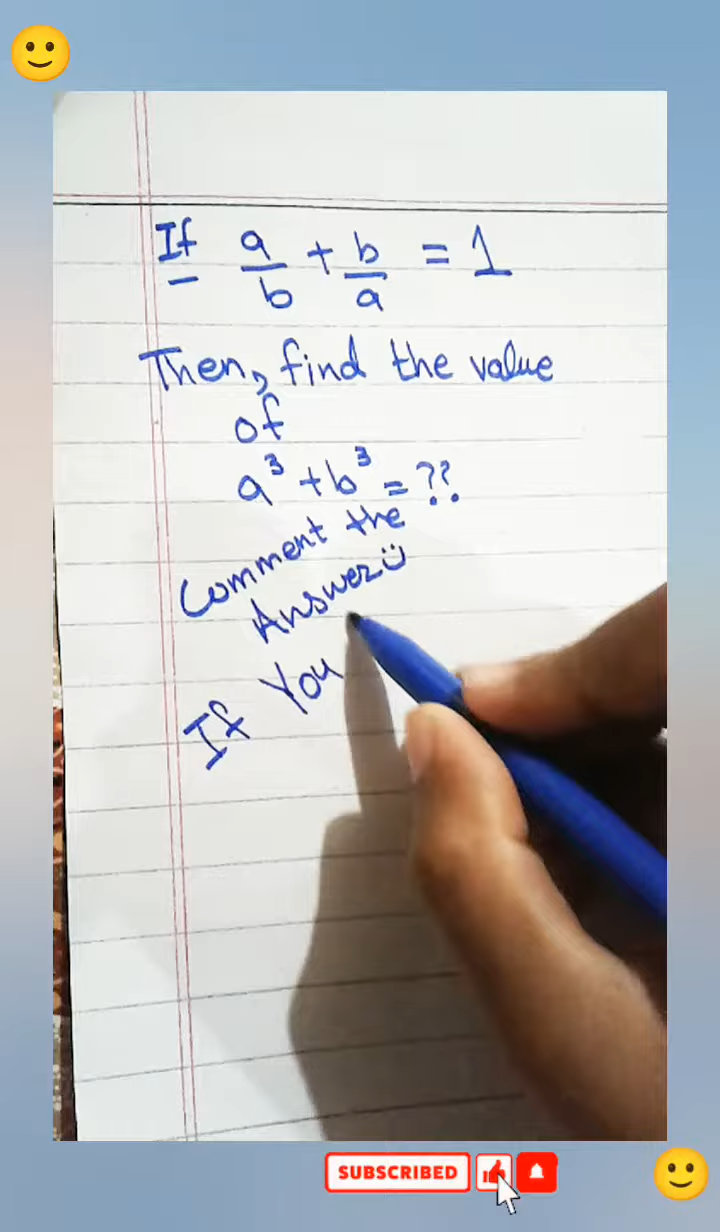 If a/b + b/a = 1
Then, find the value
of
a³ + b³ = ??
Comment the
Answer
If You
SUBSCRIBED